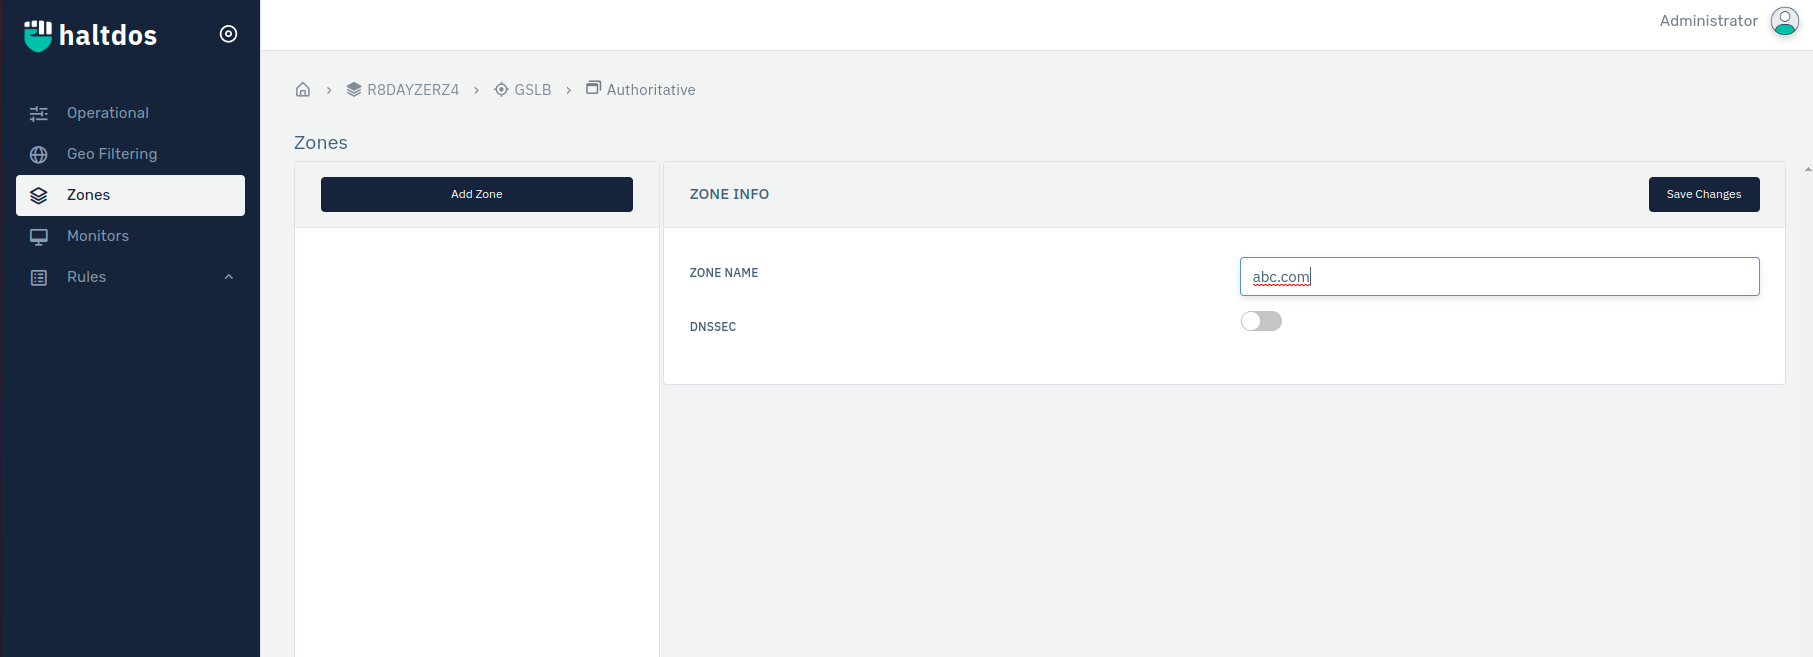 haltdos
Administrator
R8DAYZERZ4 › GSLB › Authoritative
Operational
Geo Filtering
Zones
Monitors
Rules
Zones
Add Zone
ZONE INFO
Save Changes
ZONE NAME
abc.com
DNSSEC